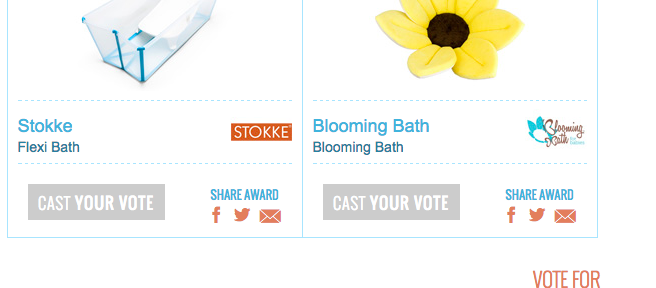 Stokke
Flexi Bath
STOKKE
CAST YOUR VOTE
SHARE AWARD
Blooming Bath
Blooming Bath
Blooming
Bath
CAST YOUR VOTE
SHARE AWARD
VOTE FOR